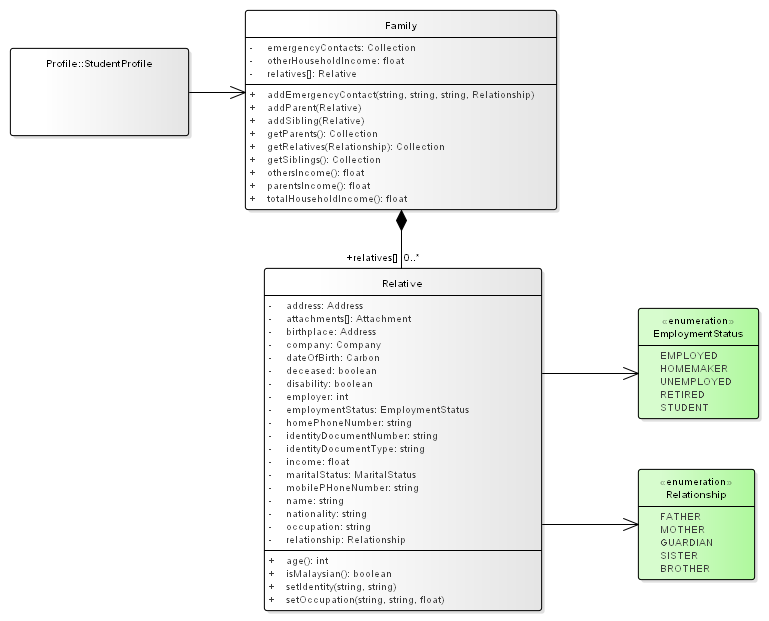 Family
- emergencyContacts: Collection
- otherHouseholdIncome: float
- relatives[]: Relative
+ addEmergencyContact(string, string, string, Relationship)
+ addParent(Relative)
+ addSibling(Relative)
+ getParents(): Collection
+ getRelatives(Relationship): Collection
+ getSiblings(): Collection
+ othersIncome(): float
+ parentsIncome(): float
+ totalHouseholdIncome(): float
Profile::StudentProfile
+relatives[] 0..*
Relative
- address: Address
- attachments[]: Attachment
- birthplace: Address
- company: Company
- dateOfBirth: Carbon
- deceased: boolean
- disability: boolean
- employer: int
- employmentStatus: EmploymentStatus
- homePhoneNumber: string
- identityDocumentNumber: string
- identityDocumentType: string
- income: float
- maritalStatus: MaritalStatus
- mobilePHoneNumber: string
- name: string
- nationality: string
- occupation: string
- relationship: Relationship
+ age(): int
+ isMalaysian(): boolean
+ setIdentity(string, string)
+ setOccupation(string, string, float)
«enumeration»
EmploymentStatus
EMPLOYED
HOMEMAKER
UNEMPLOYED
RETIRED
STUDENT
«enumeration»
Relationship
FATHER
MOTHER
GUARDIAN
SISTER
BROTHER